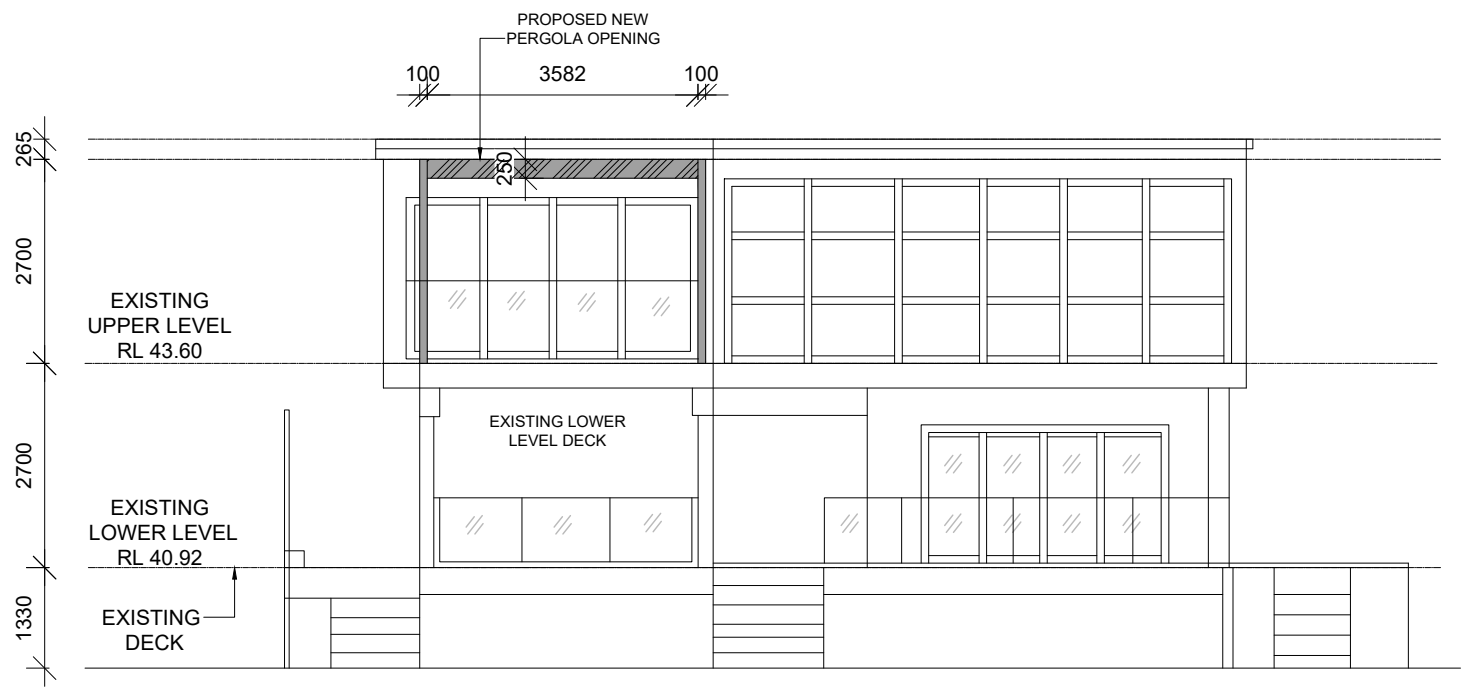 PROPOSED NEW
PERGOLA OPENING
100
3582
100
265
250
2700
EXISTING
UPPER LEVEL
RL 43.60
EXISTING LOWER
LEVEL DECK
2700
EXISTING
LOWER LEVEL
RL 40.92
EXISTING
DECK
1330